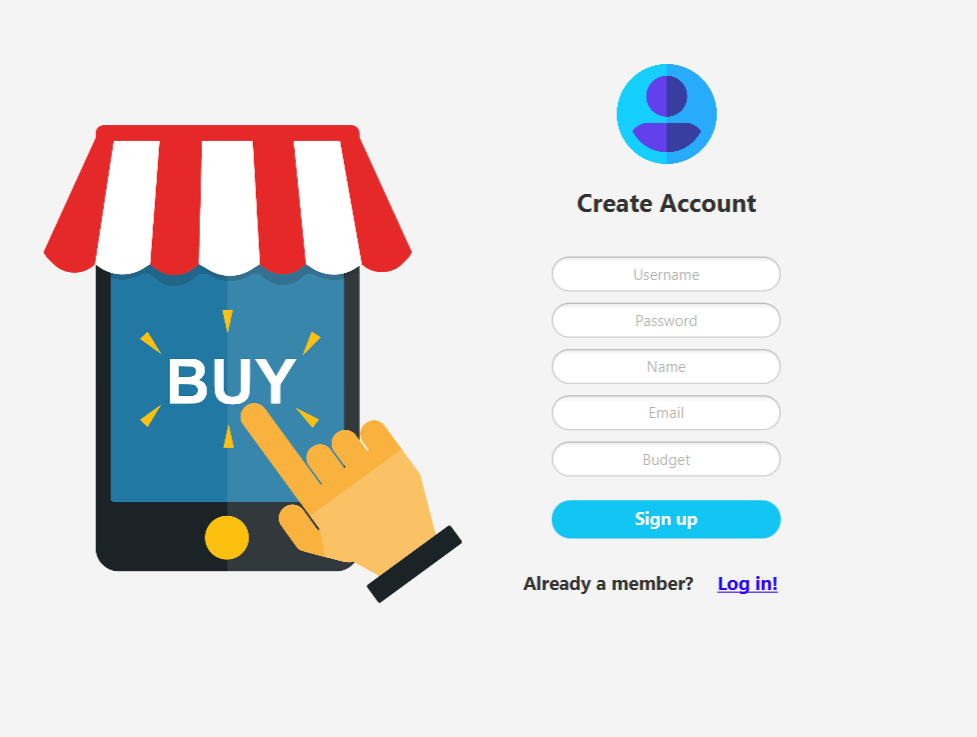 BUY
Create Account
Username
Password
Name
Email
Budget
Sign up
Already a member? Log in!